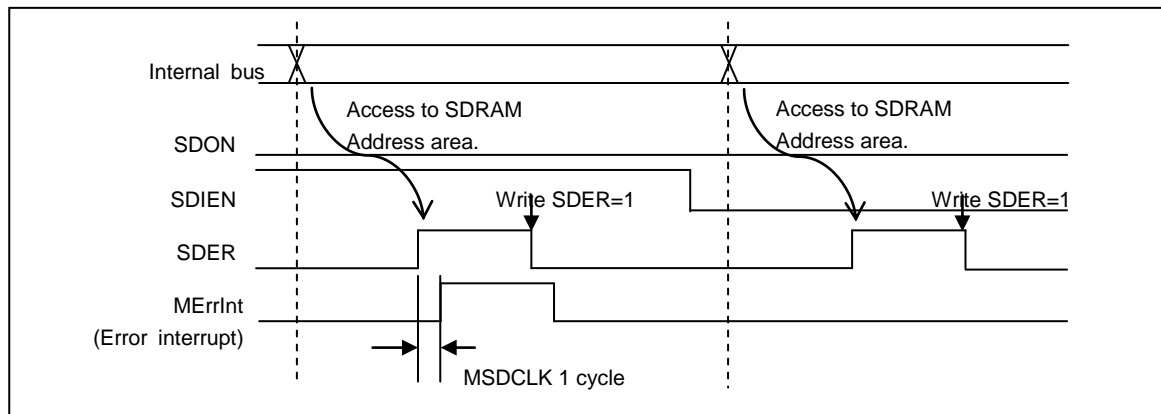 Internal bus
Access to SDRAM
Address area.
Access to SDRAM
Address area.
SDON
SDIEN
Write SDER=1
Write SDER=1
SDER
MErrInt
(Error interrupt)
MSDCLK 1 cycle